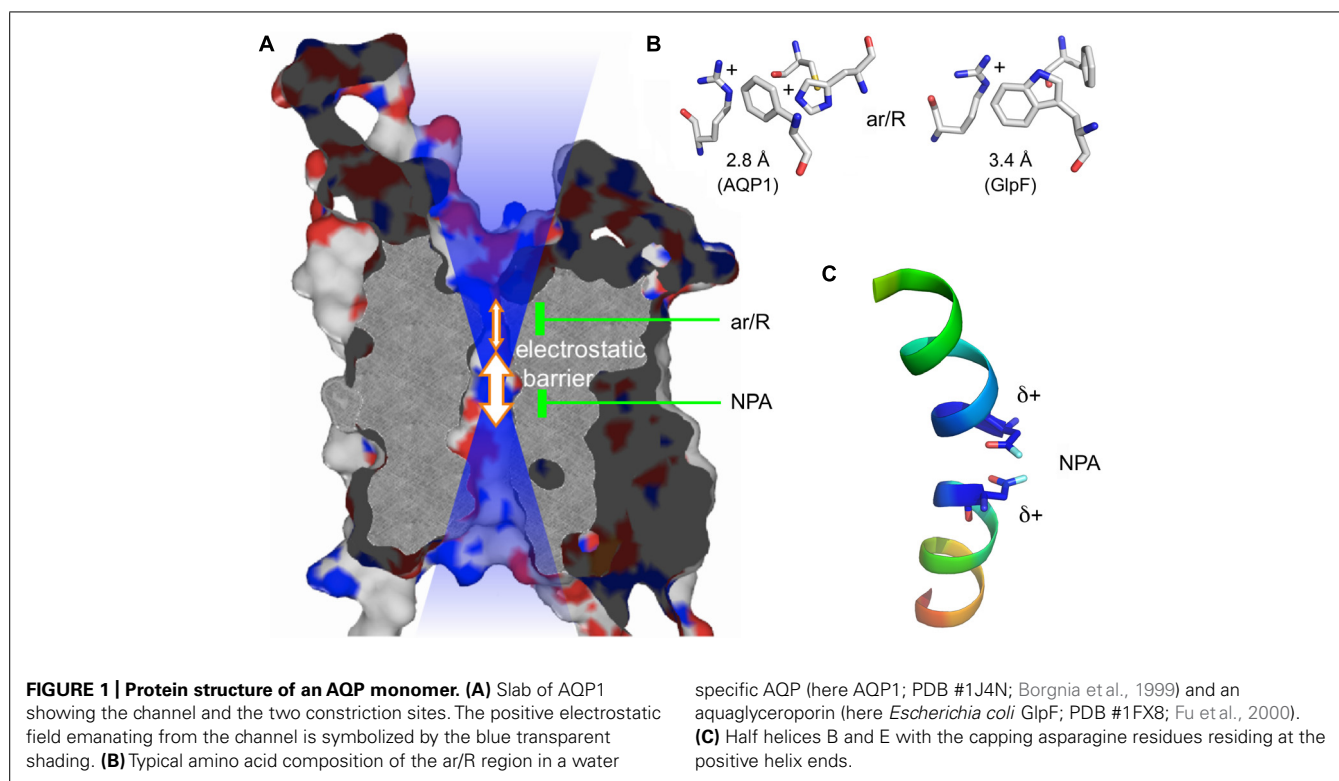 A
electrostatic
barrier
ar/R
NPA
B
+
+
ar/R
+
2.8 Å
(AQP1)
3.4 Å
(GlpF)
C
δ+
NPA
δ+
FIGURE 1 | Protein structure of an AQP monomer. (A) Slab of AQP1
showing the channel and the two constriction sites. The positive electrostatic
field emanating from the channel is symbolized by the blue transparent
shading. (B) Typical amino acid composition of the ar/R region in a water
specific AQP (here AQP1; PDB #1J4N; Borgnia et al., 1999) and an
aquaglyceroporin (here Escherichia coli GlpF; PDB #1FX8; Fu et al., 2000).
(C) Half helices B and E with the capping asparagine residues residing at the
positive helix ends.